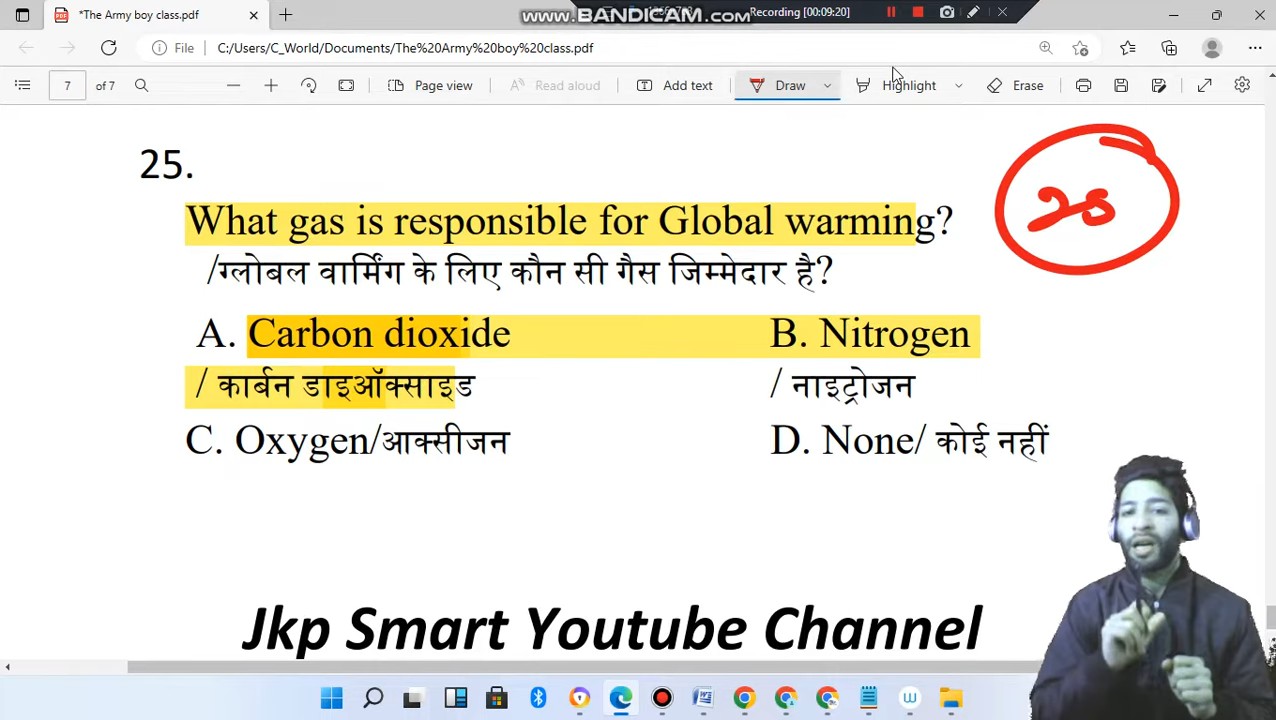 *The Army boy class.pdf
www.BANDICAM.com
Recording [00:09:20]
File C:/Users/C_World/Documents/The%20Army%20boy%20class.pdf
7 of 7 Page view Read aloud Add text Draw Highlight Erase
25.
28
What gas is responsible for Global warming?
/ग्लोबल वार्मिंग के लिए कौन सी गैस जिम्मेदार है?
A. Carbon dioxide B. Nitrogen
/ कार्बन डाइऑक्साइड / नाइट्रोजन
C. Oxygen/आक्सीजन D. None/ कोई नहीं
Jkp Smart Youtube Channel